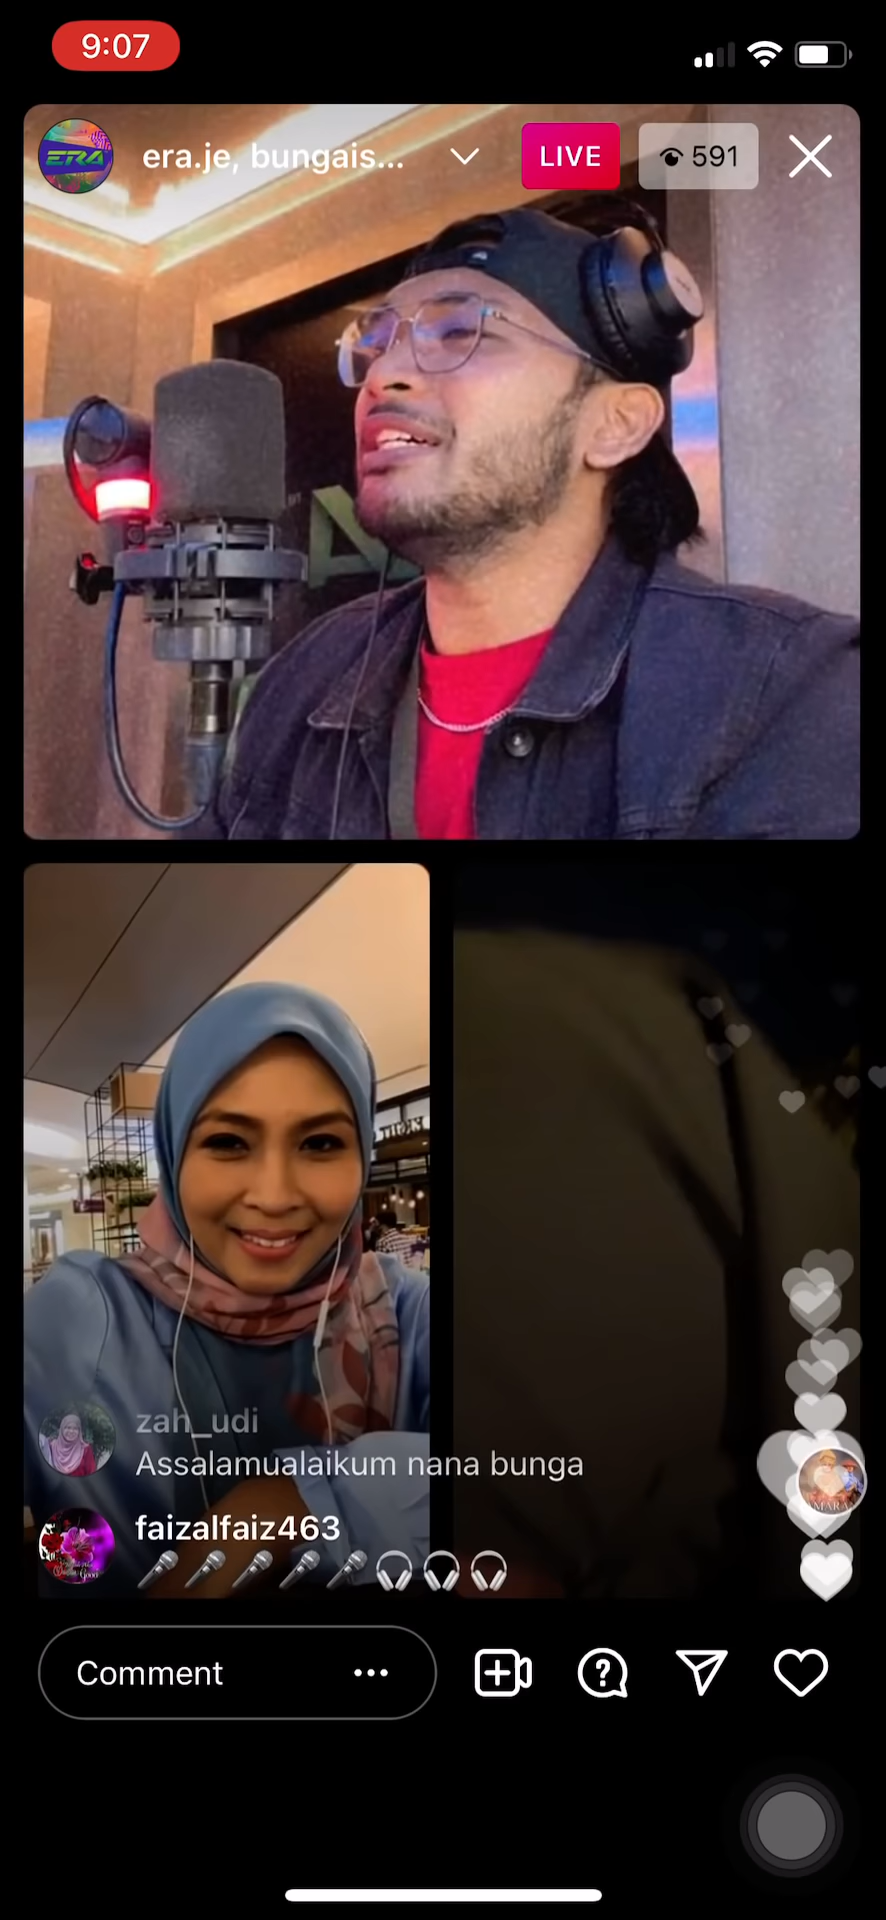 9:07
ERA
era.je, bungais...
LIVE
591
zah_udi
Assalamualaikum nana bunga
faizalfaiz463
🎤🎤🎤🎤🎤🎧🎧🎧
Comment